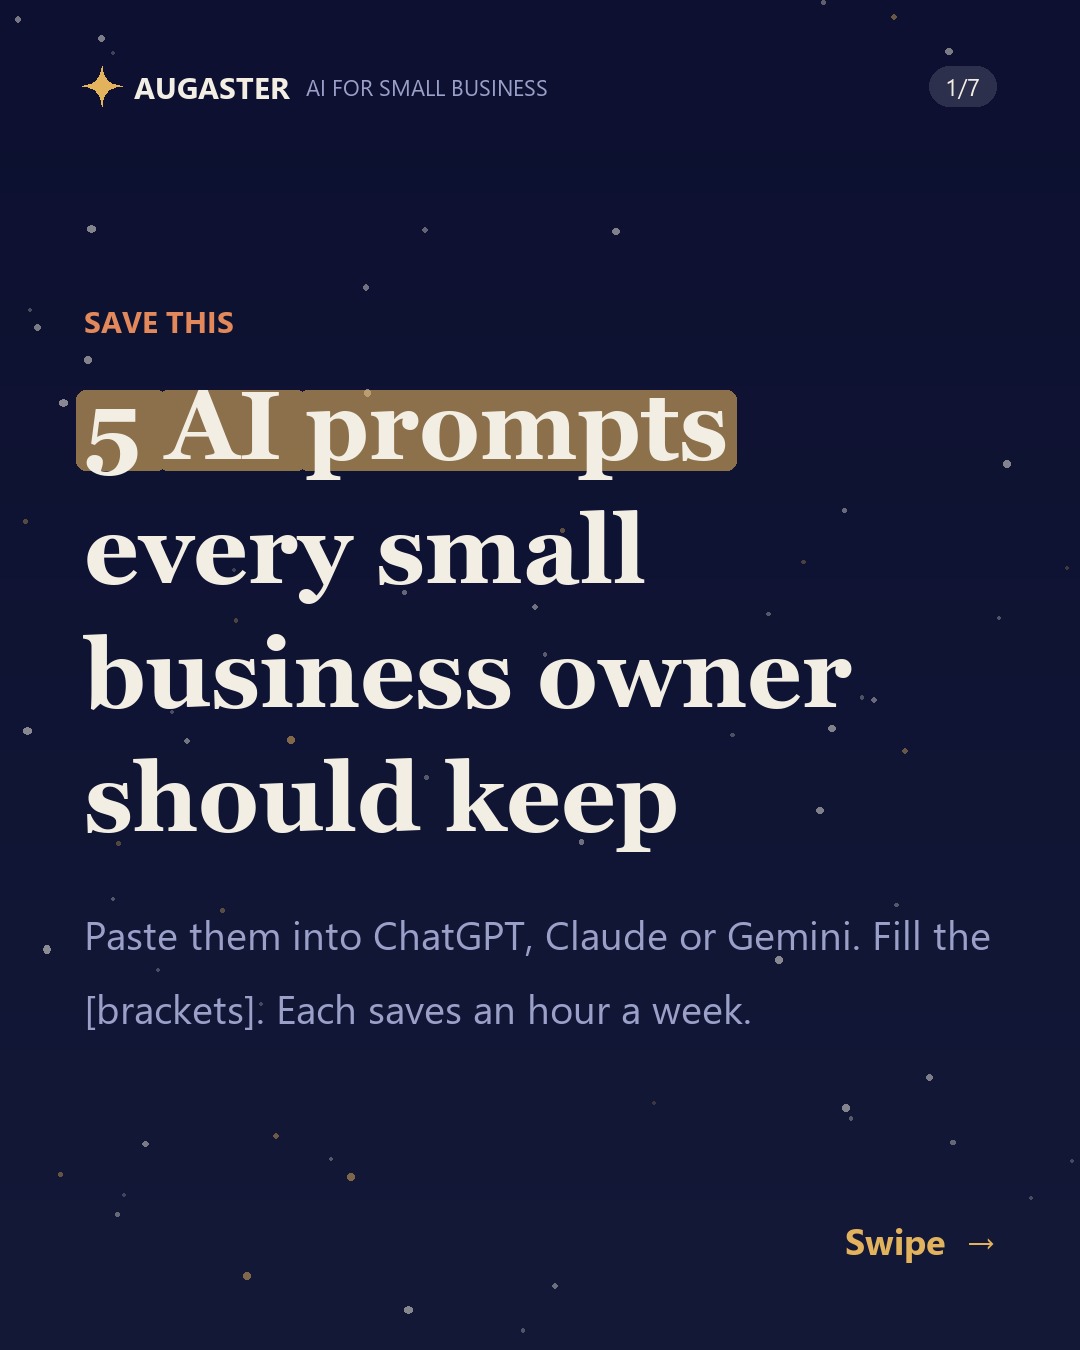 AUGASTER AI FOR SMALL BUSINESS
1/7
SAVE THIS
5 AI prompts
every small
business owner
should keep
Paste them into ChatGPT, Claude or Gemini. Fill the
[brackets]. Each saves an hour a week.
Swipe →